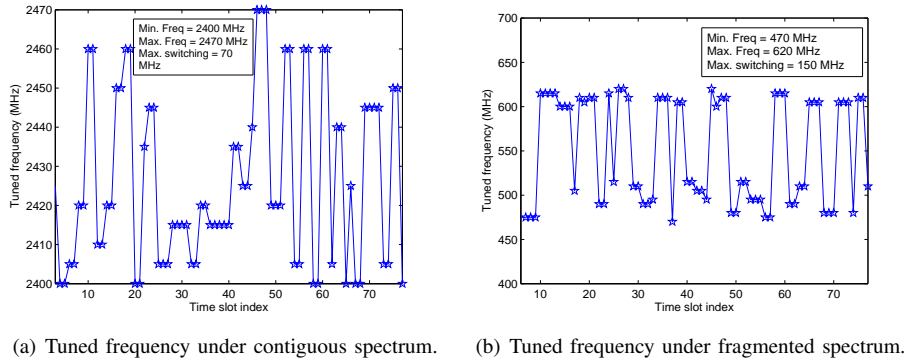 2470
2460
2450
2440
2430
2420
2410
2400
Tuned frequency (MHz)
Min. Freq = 2400 MHz
Max. Freq = 2470 MHz
Max. switching = 70
MHz
10 20 30 40 50 60 70
Time slot index
(a) Tuned frequency under contiguous spectrum.
700
650
600
550
500
450
400
Tuned frequency (MHz)
Min. Freq = 470 MHz
Max. Freq = 620 MHz
Max. switching = 150 MHz
10 20 30 40 50 60 70
Time slot index
(b) Tuned frequency under fragmented spectrum.